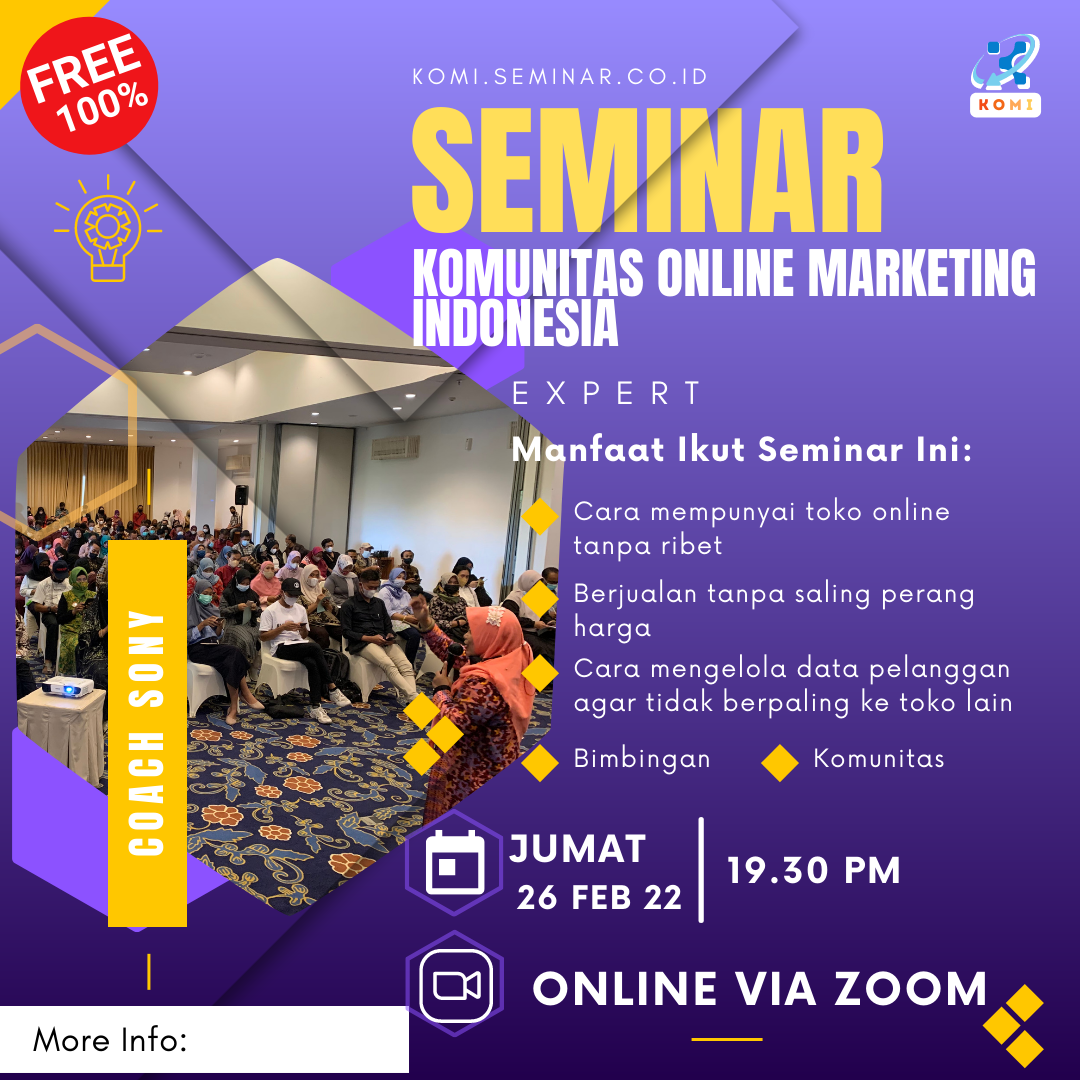 FREE
100%
KOMI.SEMINAR.CO.ID
KOMI
SEMINAR
KOMUNITAS ONLINE MARKETING
INDONESIA
EXPERT
Manfaat Ikut Seminar Ini:
Cara mempunyai toko online
tanpa ribet
Berjualan tanpa saling perang
harga
Cara mengelola data pelanggan
agar tidak berpaling ke toko lain
Bimbingan
Komunitas
COACH SONY
JUMAT
26 FEB 22
19.30 PM
ONLINE VIA ZOOM
More Info: